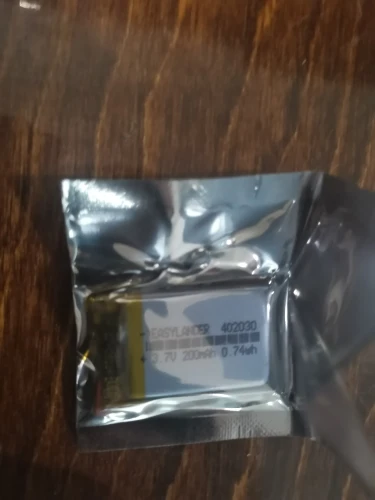 - EASYLANDER 402030
+ 3.7V 200mAh 0.74wh